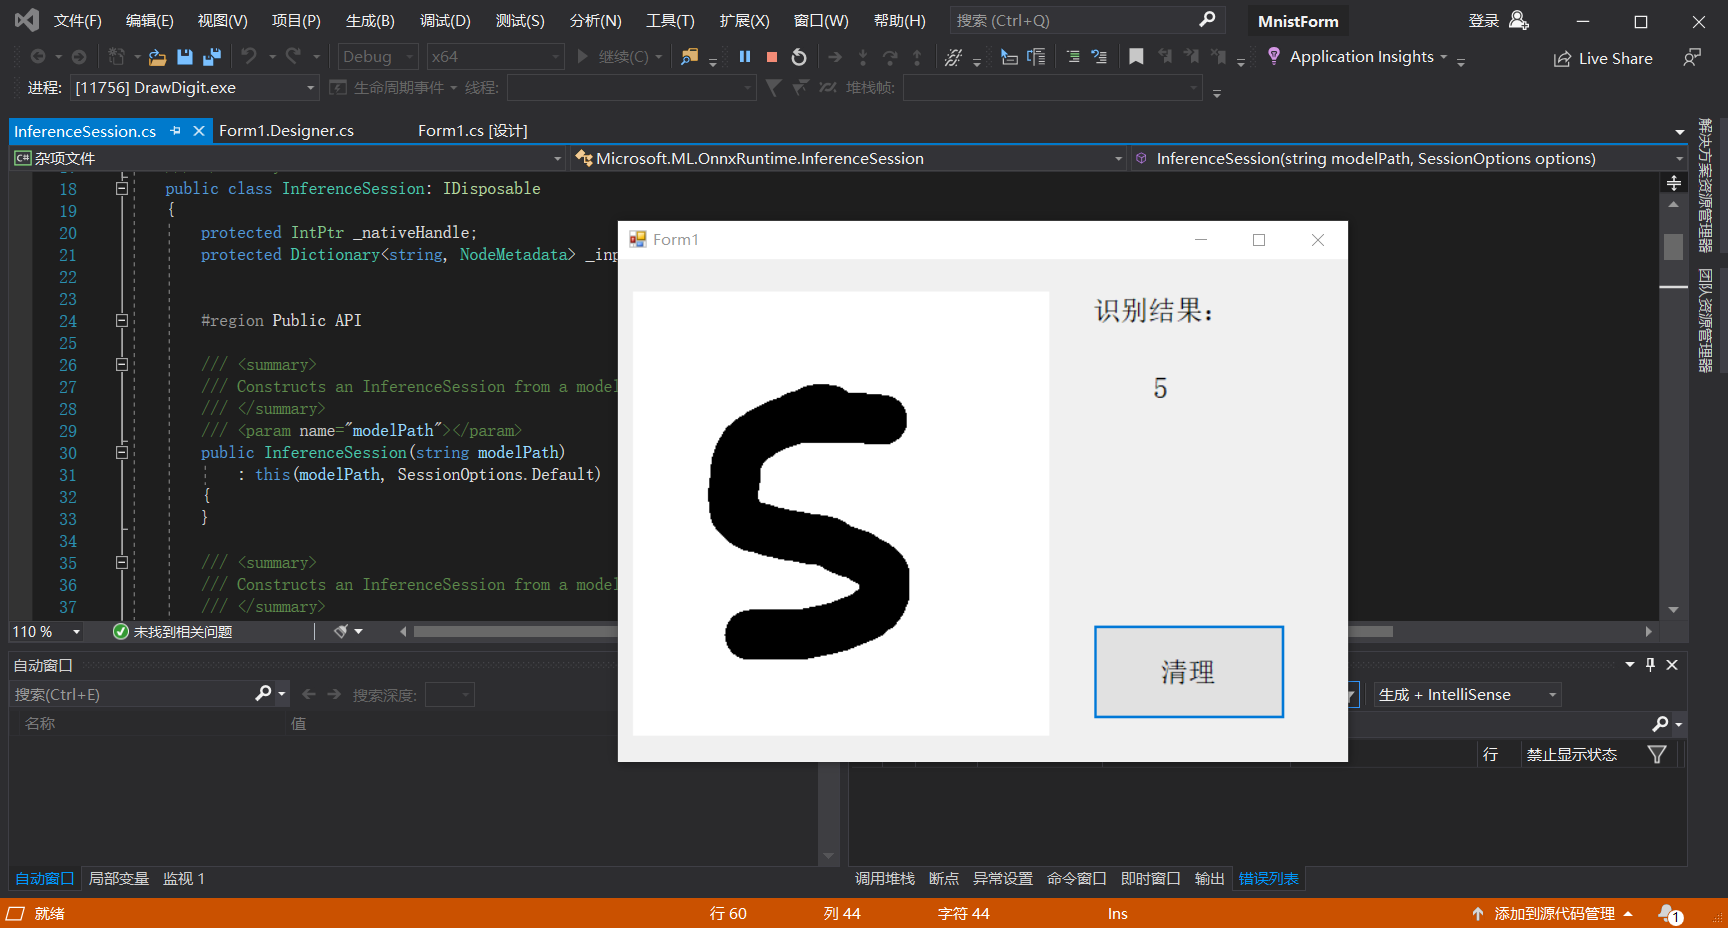 文件(F) 编辑(E) 视图(V) 项目(P) 生成(B) 调试(D) 测试(S) 分析(N) 工具(T) 扩展(X) 窗口(W) 帮助(H) 搜索 (Ctrl+Q) MnistForm 登录
Debug x64 继续(C) Application Insights Live Share
进程: [11756] DrawDigit.exe 生命周期事件 线程: 堆栈帧:
InferenceSession.cs Form1.Designer.cs Form1.cs [设计]
C# 杂项文件 Microsoft.ML.OnnxRuntime.InferenceSession InferenceSession(string modelPath, SessionOptions options)
18 public class InferenceSession: IDisposable
19 {
20 protected IntPtr _nativeHandle;
21 protected Dictionary<string, NodeMetadata> _inp
22
23
24 #region Public API
25
26 /// <summary>
27 /// Constructs an InferenceSession from a model
28 /// </summary>
29 /// <param name="modelPath"></param>
30 public InferenceSession(string modelPath)
31 : this(modelPath, SessionOptions.Default)
32 {
33 }
34
35 /// <summary>
36 /// Constructs an InferenceSession from a model
37 /// </summary>
110 % 未找到相关问题
Form1
识别结果：
5
5
清理
解决方案资源管理器
团队资源管理器
自动窗口
搜索(Ctrl+E) 搜索深度: 生成 + IntelliSense
名称 值
行 禁止显示状态
自动窗口 局部变量 监视 1 调用堆栈 断点 异常设置 命令窗口 即时窗口 输出 错误列表
就绪 行 60 列 44 字符 44 Ins 添加到源代码管理 1